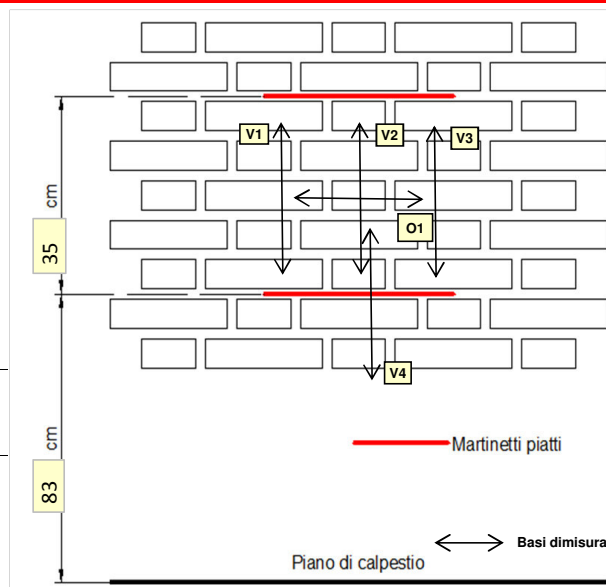 V1
V2
V3
cm
35
O1
V4
cm
83
Martinetti piatti
Basi dimisura
Piano di calpestio